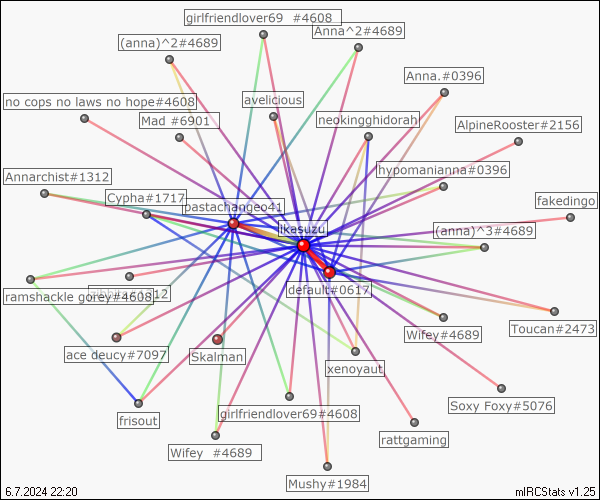 girlfriendlover69 #4608
Anna^2#4689
(anna)^2#4689
Anna.#0396
no cops no laws no hope#4608
avelicious
Mad #6901
neokingghidorah
AlpineRooster#2156
Annarchist#1312
hypomanianna#0396
Cypha#1717
pastachangeo41
fakedingo
ikasuzu
(anna)^3#4689
default#0617
ramshackle gorey#4608
Toucan#2473
Wifey#4689
ace deucy#7097
Skalman
xenoyaut
Soxy Foxy#5076
girlfriendlover69#4608
frisout
rattgaming
Wifey #4689
Mushy#1984
6.7.2024 22:20
mIRCStats v1.25